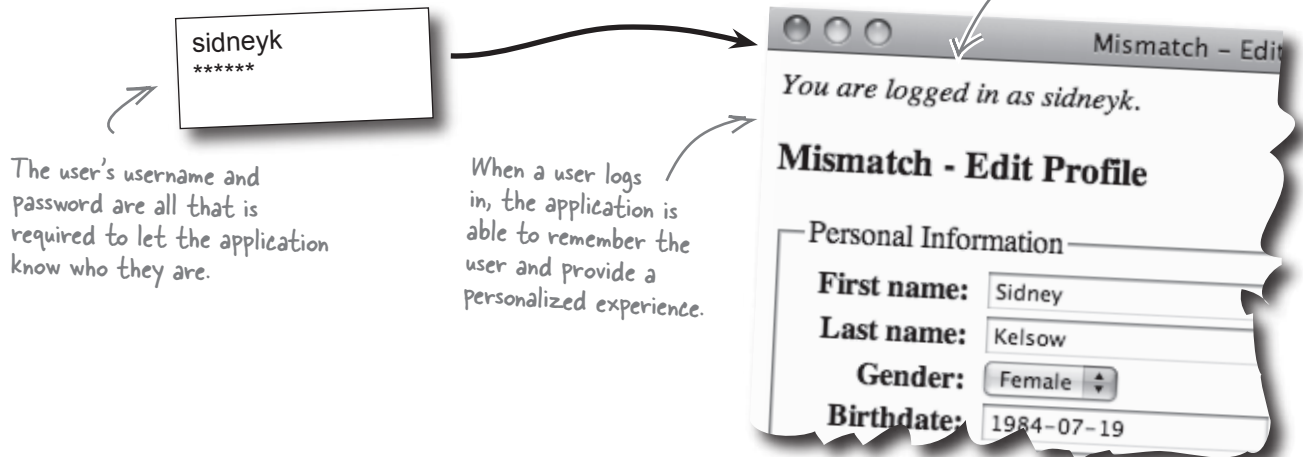 sidneyk
******
The user's username and
password are all that is
required to let the application
know who they are.
When a user logs
in, the application is
able to remember the
user and provide a
personalized experience.
Mismatch - Edit
You are logged in as sidneyk.
Mismatch - Edit Profile
Personal Information
First name: Sidney
Last name: Kelsow
Gender: Female
Birthdate: 1984-07-19